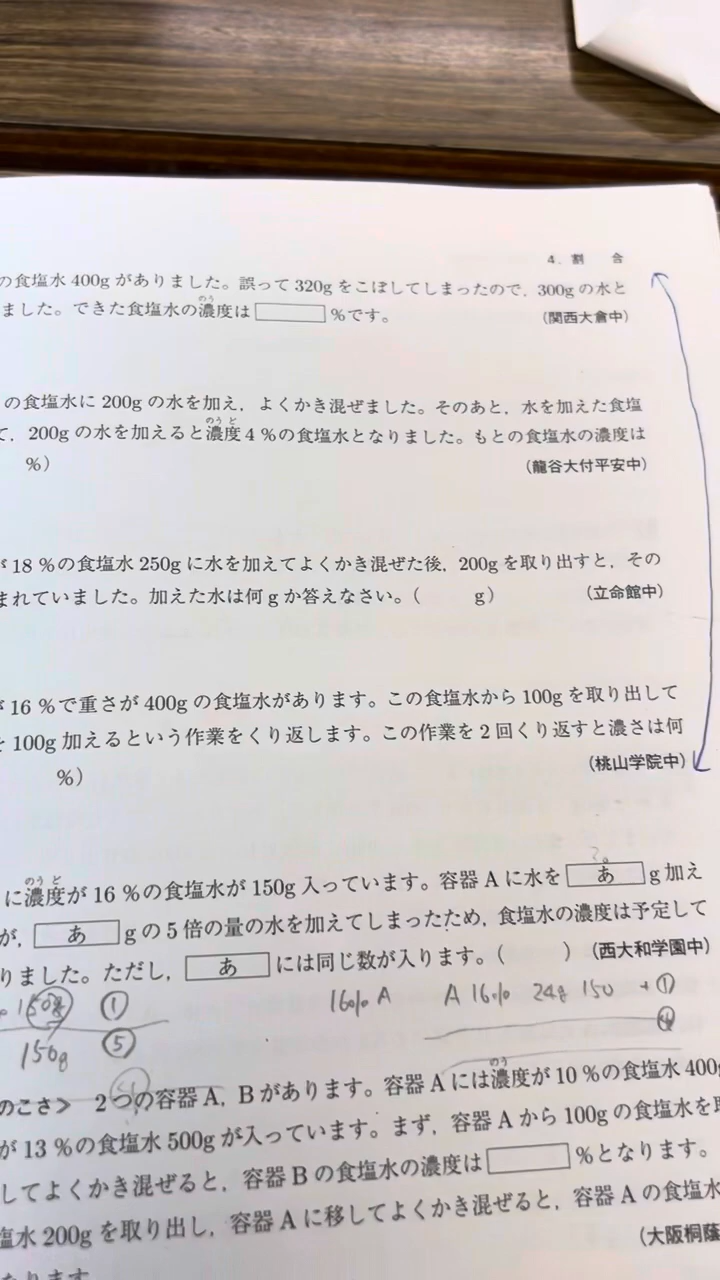 4. 割 合
の食塩水 400g がありました。誤って 320g をこぼしてしまったので, 300g の水と
ました。できた食塩水の濃度は □ %です。 (関西大倉中)
の食塩水に 200g の水を加え, よくかき混ぜました。そのあと, 水を加えた食塩
て, 200g の水を加えると濃度 4 %の食塩水となりました。もとの食塩水の濃度は
%) (龍谷大付平安中)
が 18 %の食塩水 250g に水を加えてよくかき混ぜた後, 200g を取り出すと, その
まれていました。加えた水は何 g か答えなさい。( g) (立命館中)
が 16 %で重さが 400g の食塩水があります。この食塩水から 100g を取り出して
を 100g 加えるという作業をくり返します。この作業を 2 回くり返すと濃さは何
%) (桃山学院中)
に濃度が 16 %の食塩水が 150g 入っています。容器 A に水を あ g 加え
が, あ g の 5 倍の量の水を加えてしまったため, 食塩水の濃度は予定して
りました。ただし, あ には同じ数が入ります。( ) (西大和学園中)
150g ① 16% A A 16% 24g 150 + ①
150g ⑤ ④
のこさ> 2つの容器 A, B があります。容器 A には濃度が 10 %の食塩水 400g
が 13 %の食塩水 500g が入っています。まず, 容器 A から 100g の食塩水を取
してよくかき混ぜると, 容器 B の食塩水の濃度は □ %となります。
塩水 200g を取り出し, 容器 A に移してよくかき混ぜると, 容器 A の食塩水
(大阪桐蔭
なります